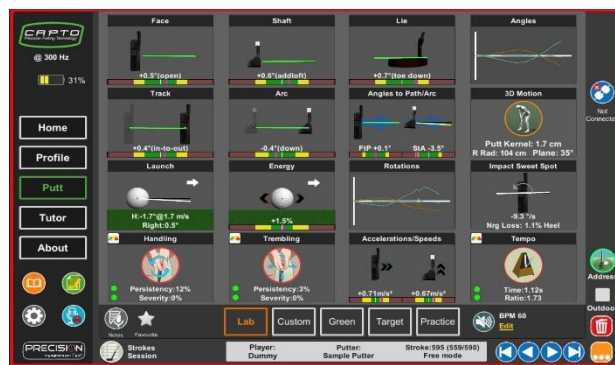 CAPTO
Precision Putting Technology
@ 300 Hz
31%
Home
Profile
Putt
Tutor
About
PRECISION
Face
+0.5°(open)
Shaft
+0.6°(addloft)
Lie
+0.7°(toe down)
Angles
Track
+0.4°(in-to-out)
Arc
-0.4°(down)
Angles to Path/Arc
FtP +0.1° StA -3.5°
3D Motion
Putt Kernel: 1.7 cm
R Rad: 104 cm Plane: 35°
Launch
H:-1.7°@1.7 m/s
Right:0.5°
Energy
+1.5%
Rotations
Impact Sweet Spot
-9.3 °/s
Nrg Loss: 1.1% Heel
Handling
Persistency:12%
Severity:0%
Trembling
Persistency:3%
Severity:0%
Accelerations/Speeds
+0.71m/s² +0.67m/s²
Tempo
Time:1.12s
Ratio:1.73
Notes
Favourite
Lab
Custom
Green
Target
Practice
BPM 60
Edit
Strokes
Session
Player:
Dummy
Putter:
Sample Putter
Stroke:595 (559/590)
Free mode
Not
Connected
Address
Outdoor